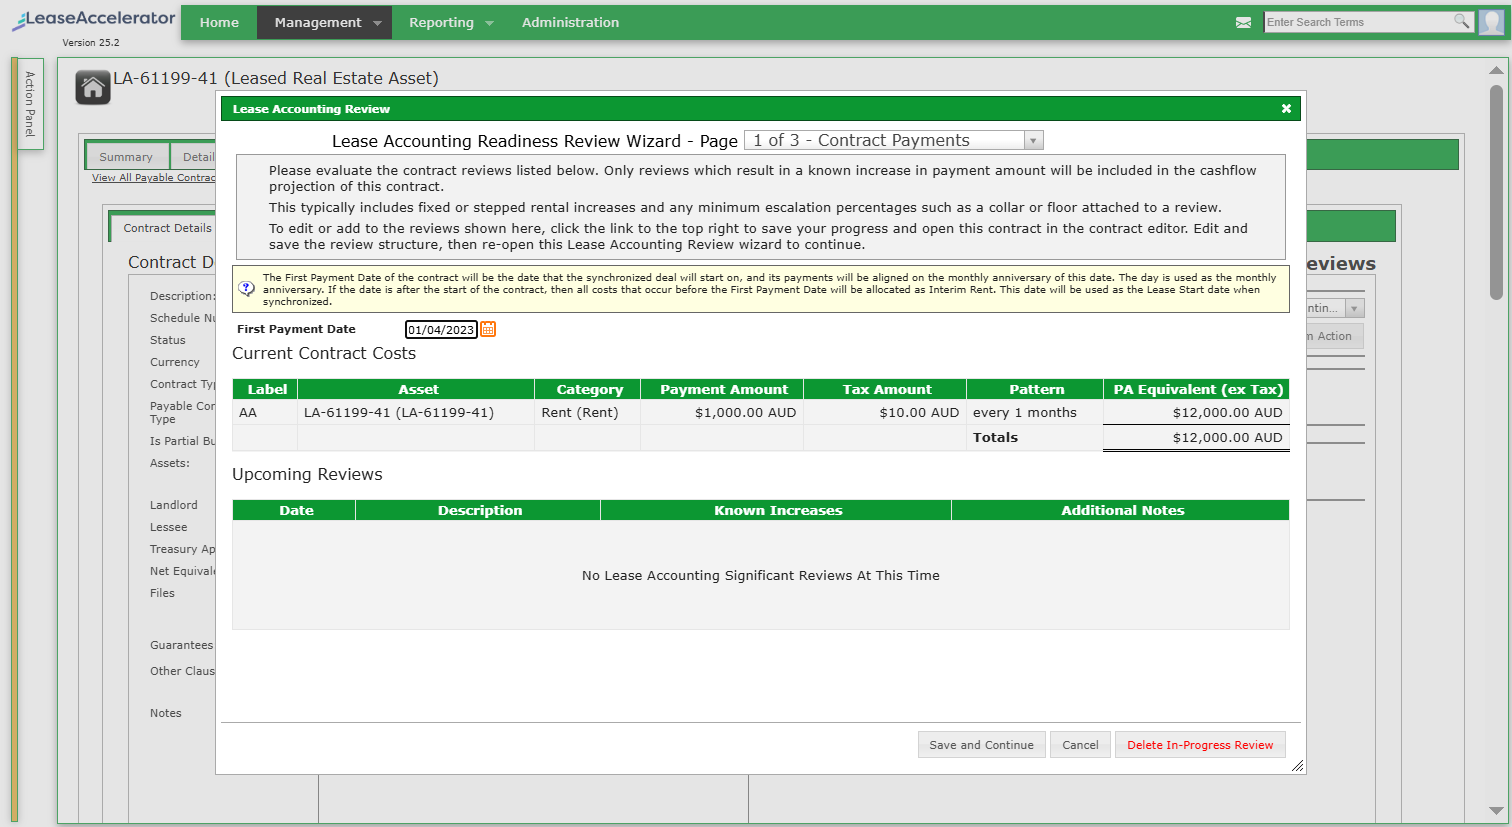 LeaseAccelerator
Version 25.2
Home Management Reporting Administration
Enter Search Terms
Action Panel
LA-61199-41 (Leased Real Estate Asset)
Summary
Detail
View All Payable Contrac
Contract Details
Contract D
Description:
Schedule Nu
Status
Currency
Contract Typ
Payable Con
Type
Is Partial Bu
Assets:
Landlord
Lessee
Treasury Ap
Net Equivale
Files
Guarantees
Other Claus
Notes
eviews
ntin...
m Action
Lease Accounting Review
Lease Accounting Readiness Review Wizard - Page 1 of 3 - Contract Payments
Please evaluate the contract reviews listed below. Only reviews which result in a known increase in payment amount will be included in the cashflow
projection of this contract.
This typically includes fixed or stepped rental increases and any minimum escalation percentages such as a collar or floor attached to a review.
To edit or add to the reviews shown here, click the link to the top right to save your progress and open this contract in the contract editor. Edit and
save the review structure, then re-open this Lease Accounting Review wizard to continue.
The First Payment Date of the contract will be the date that the synchronized deal will start on, and its payments will be aligned on the monthly anniversary of this date. The day is used as the monthly
anniversary. If the date is after the start of the contract, then all costs that occur before the First Payment Date will be allocated as Interim Rent. This date will be used as the Lease Start date when
synchronized.
First Payment Date 01/04/2023
Current Contract Costs
Label Asset Category Payment Amount Tax Amount Pattern PA Equivalent (ex Tax)
AA LA-61199-41 (LA-61199-41) Rent (Rent) $1,000.00 AUD $10.00 AUD every 1 months $12,000.00 AUD
Totals $12,000.00 AUD
Upcoming Reviews
Date Description Known Increases Additional Notes
No Lease Accounting Significant Reviews At This Time
Save and Continue Cancel Delete In-Progress Review